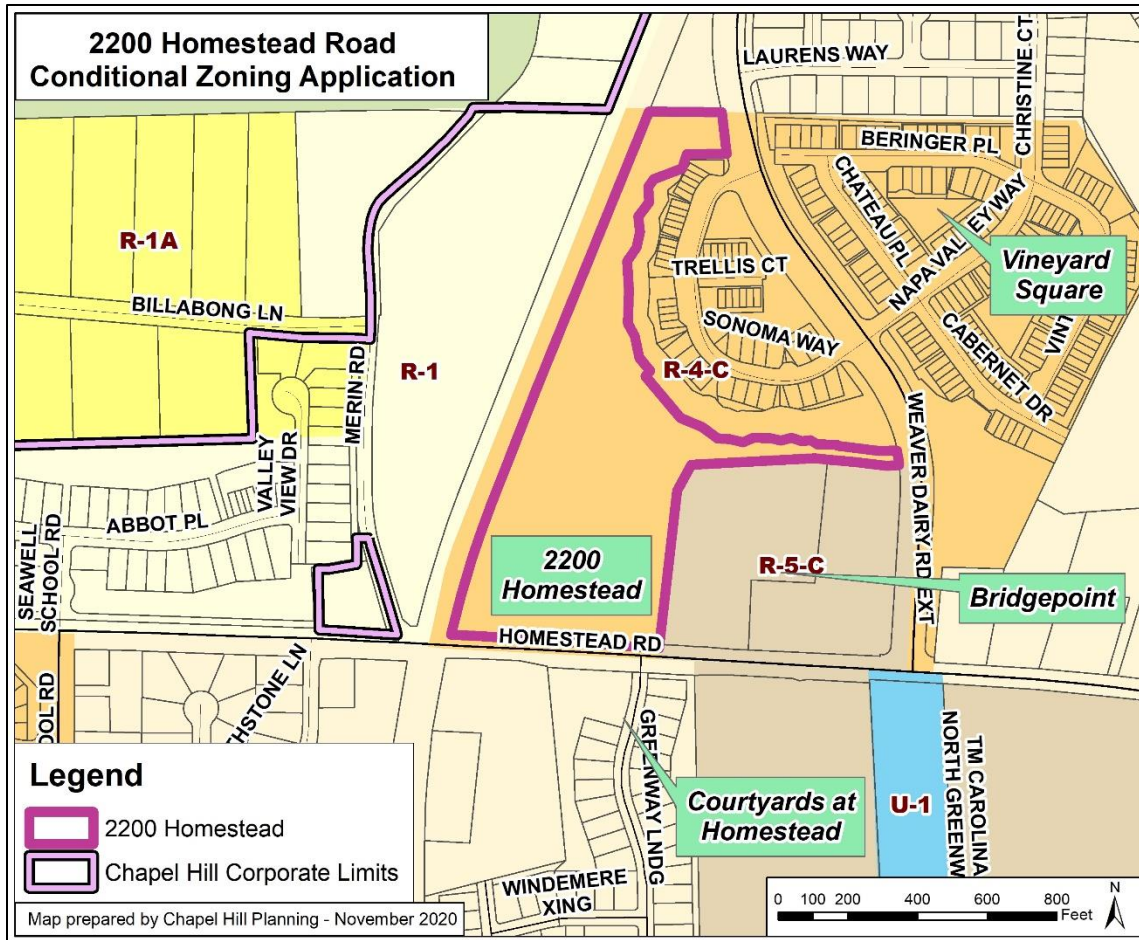 2200 Homestead Road
Conditional Zoning Application
LAURENS WAY
CHRISTINE CT
BERINGER PL
CHATEAU PL
NAPA VALLEY WAY
Vineyard
Square
R-1A
TRELLIS CT
BILLABONG LN
SONOMA WAY
VINT
CABERNET DR
R-1
R-4-C
MERIN RD
VALLEY
VIEW DR
WEAVER DAIRY RD EXT
ABBOT PL
SEAWELL
SCHOOL RD
2200
Homestead
R-5-C
Bridgepoint
HOMESTEAD RD
OOL RD
THSTONE LN
GREENWAY LNDG
Courtyards at
Homestead
U-1
TM CAROLINA
NORTH GREENW
WINDEMERE
XING
Legend
2200 Homestead
Chapel Hill Corporate Limits
Map prepared by Chapel Hill Planning - November 2020
0 100 200 400 600 800
Feet
N